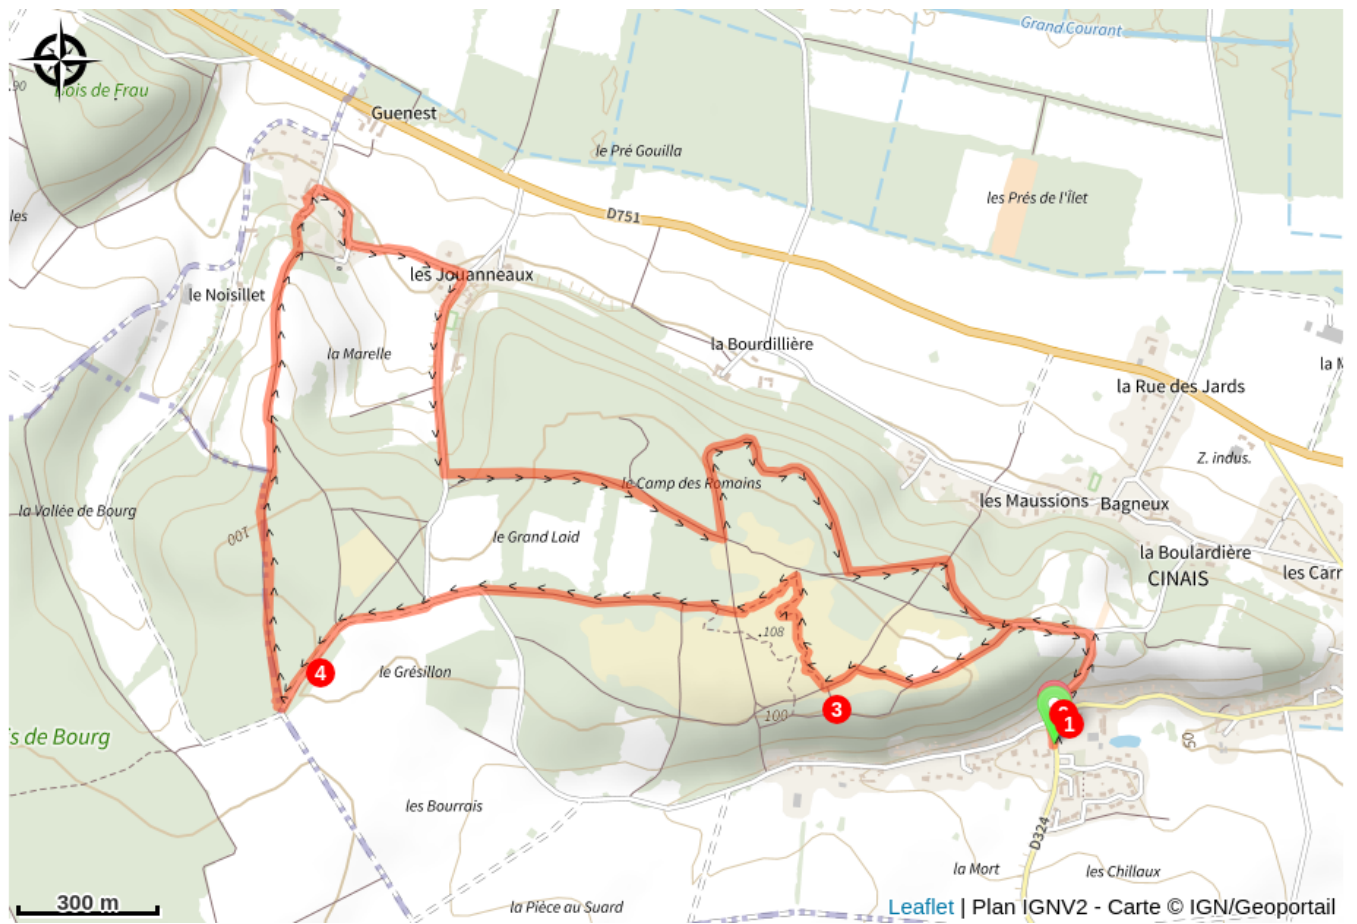 Grand Courant
90
Bois de Frau
Guenest
le Pré Gouilla
les Prés de l'Îlet
les
D751
les Jouanneaux
le Noisillet
la Bourdillière
la Marelle
la Rue des Jards
Z. indus.
le Camp des Romains
les Maussions
Bagneux
la Vallée de Bourg
100
le Grand Laid
la Boulardière
CINAIS
les Carr
108
le Grésillon
4
3
100
1
s de Bourg
50
les Bourrais
D324
la Mort
les Chillaux
300 m
la Pièce au Suard
Leaflet | Plan IGNV2 - Carte © IGN/Geoportail